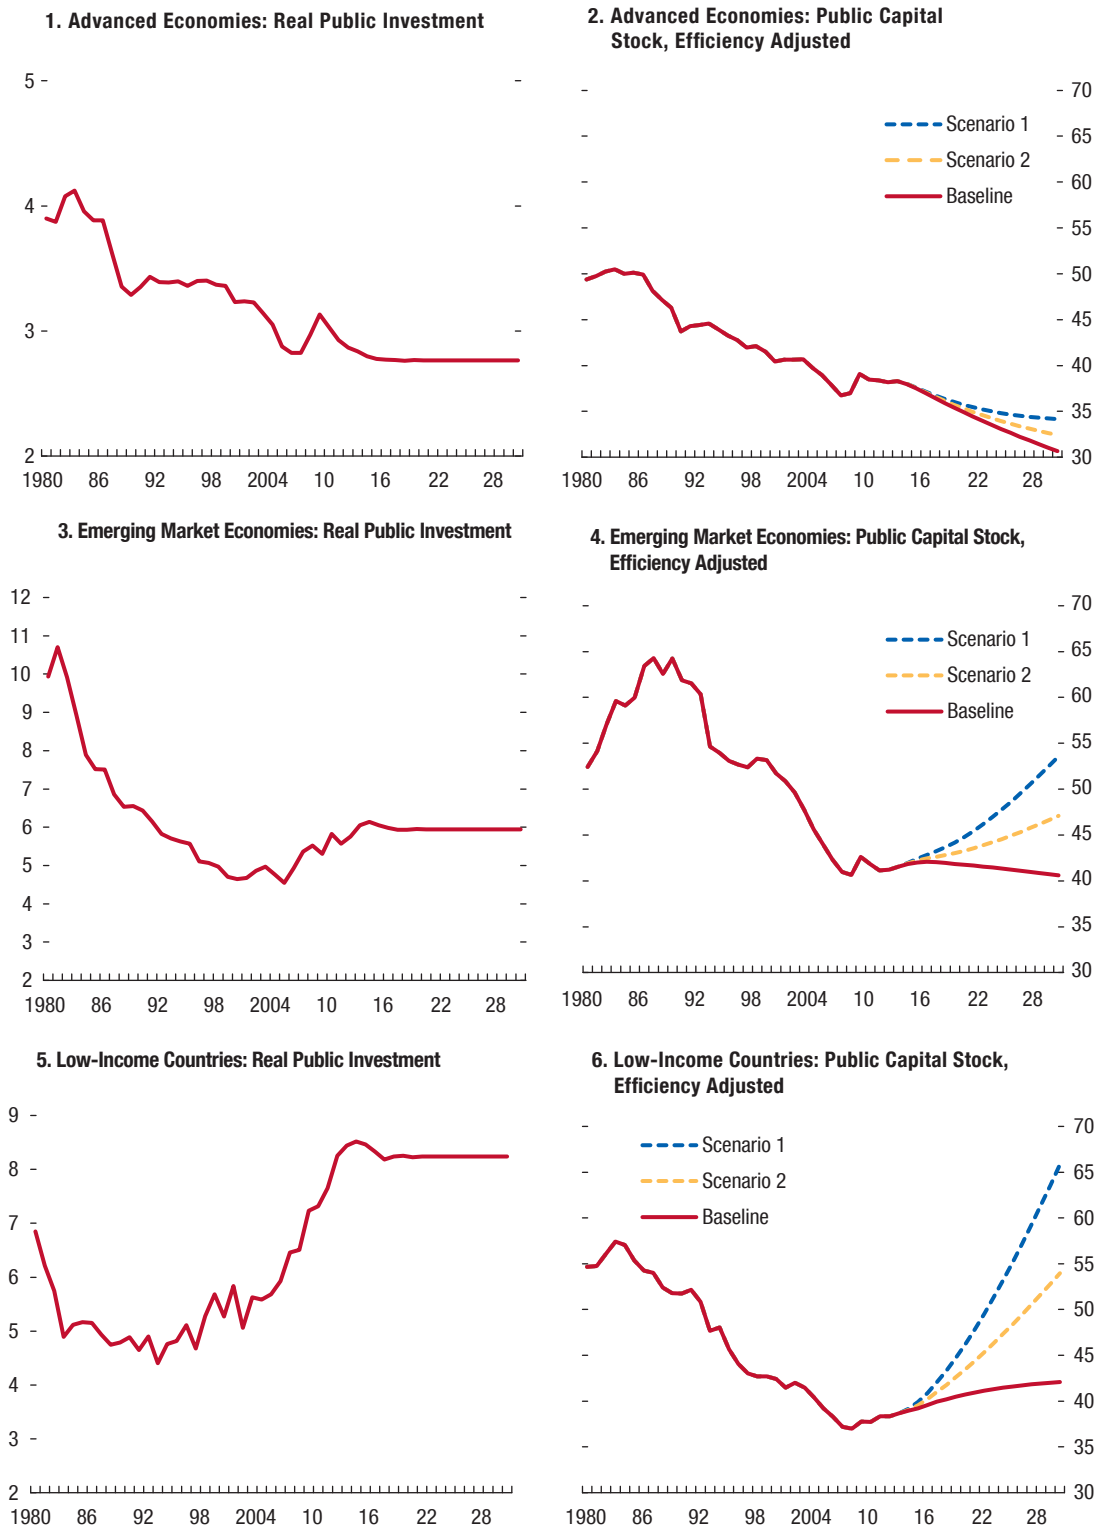 1. Advanced Economies: Real Public Investment
5
4
3
2
1980 86 92 98 2004 10 16 22 28
2. Advanced Economies: Public Capital
Stock, Efficiency Adjusted
70
65
60
55
50
45
40
35
30
Scenario 1
Scenario 2
Baseline
1980 86 92 98 2004 10 16 22 28
3. Emerging Market Economies: Real Public Investment
12
11
10
9
8
7
6
5
4
3
2
1980 86 92 98 2004 10 16 22 28
4. Emerging Market Economies: Public Capital Stock,
Efficiency Adjusted
70
65
60
55
50
45
40
35
30
Scenario 1
Scenario 2
Baseline
1980 86 92 98 2004 10 16 22 28
5. Low-Income Countries: Real Public Investment
9
8
7
6
5
4
3
2
1980 86 92 98 2004 10 16 22 28
6. Low-Income Countries: Public Capital Stock,
Efficiency Adjusted
70
65
60
55
50
45
40
35
30
Scenario 1
Scenario 2
Baseline
1980 86 92 98 2004 10 16 22 28